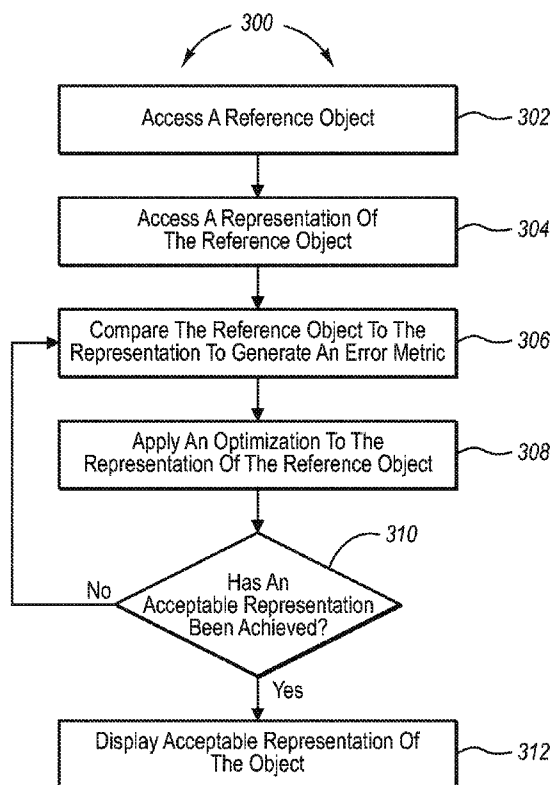 300
Access A Reference Object
302
Access A Representation Of
The Reference Object
304
Compare The Reference Object To The
Representation To Generate An Error Metric
306
Apply An Optimization To The
Representation Of The Reference Object
308
310
Has An
Acceptable Representation
Been Achieved?
No
Yes
Display Acceptable Representation Of
The Object
312